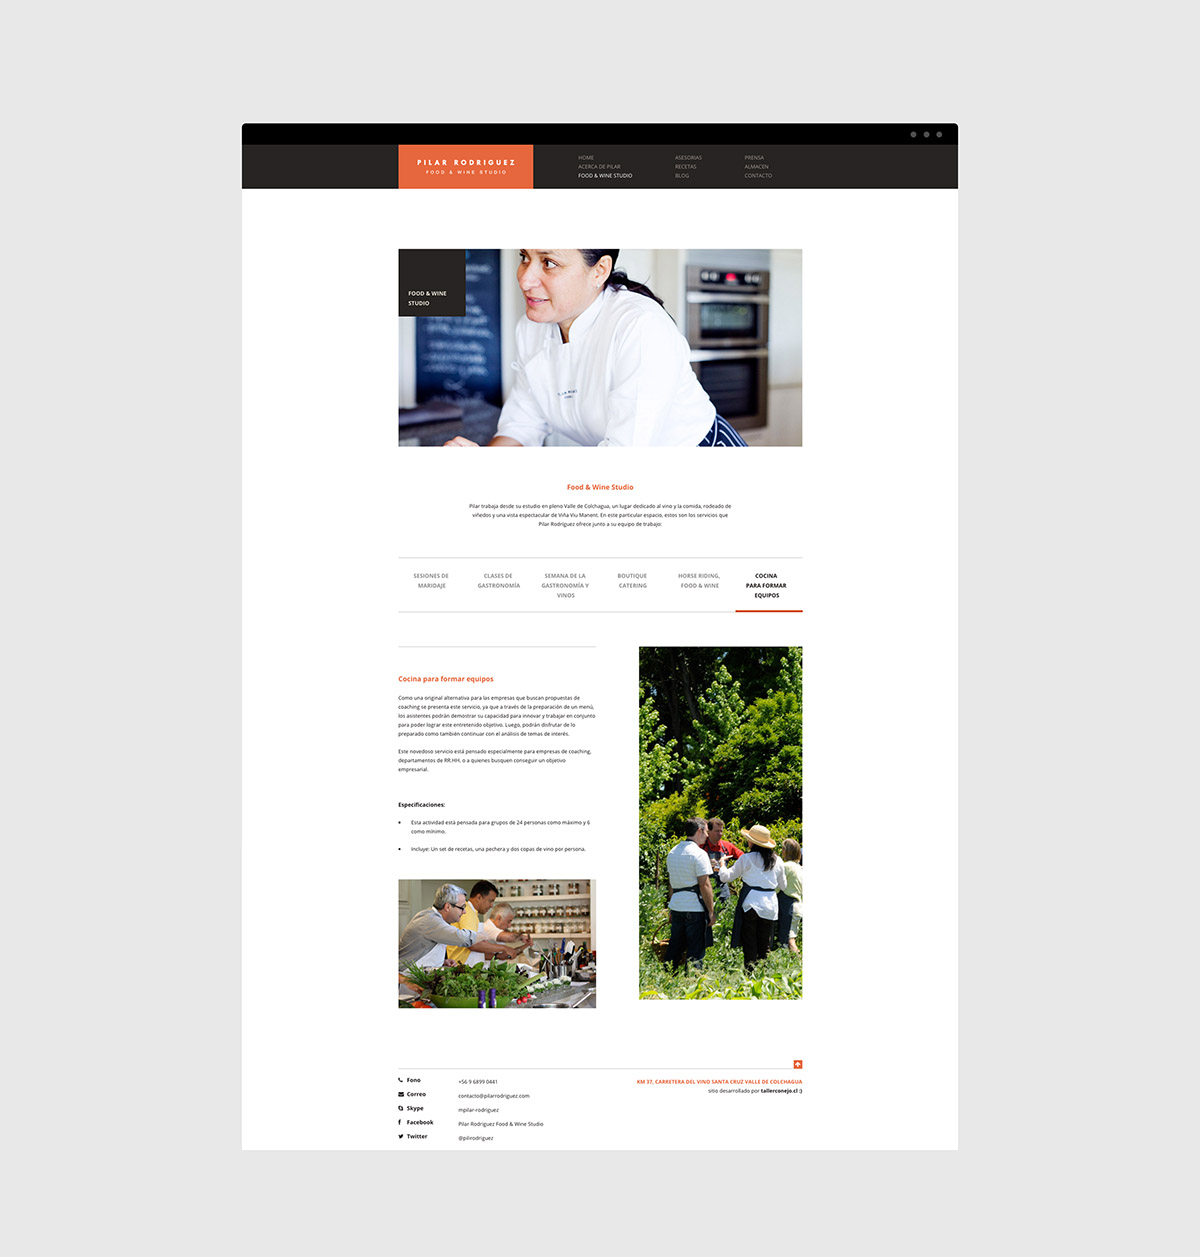 PILAR RODRIGUEZ
FOOD & WINE STUDIO
HOME
ACERCA DE PILAR
FOOD & WINE STUDIO
ASESORIAS
RECETAS
BLOG
PRENSA
ALMACEN
CONTACTO
FOOD & WINE
STUDIO
Food & Wine Studio
Pilar trabaja desde su estudio en pleno Valle de Colchagua, un lugar dedicado al vino y la comida, rodeado de
viñedos y una vista espectacular de Viña Viu Manent. En este particular espacio, estos son los servicios que
Pilar Rodríguez ofrece junto a su equipo de trabajo:
SESIONES DE
MARIDAJE
CLASES DE
GASTRONOMÍA
SEMANA DE LA
GASTRONOMÍA Y
VINOS
BOUTIQUE
CATERING
HORSE RIDING,
FOOD & WINE
COCINA
PARA FORMAR
EQUIPOS
Cocina para formar equipos
Como una original alternativa para las empresas que buscan propuestas de
coaching se presenta este servicio, ya que a través de la preparación de un menú,
los asistentes podrán demostrar su capacidad para innovar y trabajar en conjunto
para poder lograr este entretenido objetivo. Luego, podrán disfrutar de lo
preparado como también continuar con el análisis de temas de interés.
Este novedoso servicio está pensado especialmente para empresas de coaching,
departamentos de RR.HH. o a quienes busquen conseguir un objetivo
empresarial.
Especificaciones:
• Esta actividad está pensada para grupos de 24 personas como máximo y 6
como mínimo.
• Incluye: Un set de recetas, una pechera y dos copas de vino por persona.
KM 37, CARRETERA DEL VINO SANTA CRUZ VALLE DE COLCHAGUA
sitio desarrollado por tallerconejo.cl :)
Fono +56 9 6899 0441
Correo contacto@pilarrodriguez.com
Skype mpilar-rodriguez
Facebook Pilar Rodriguez Food & Wine Studio
Twitter @pilirodriguez